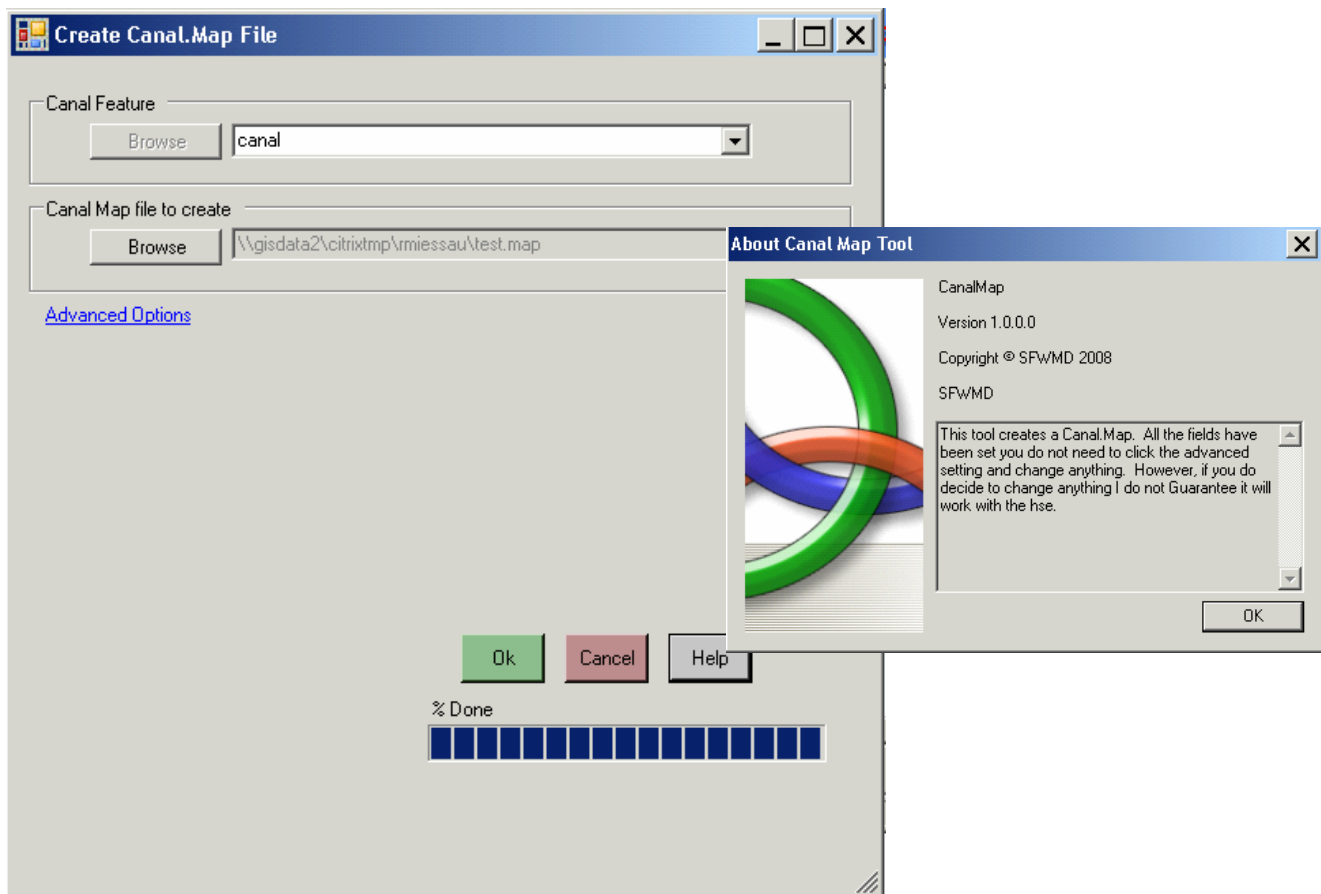 Create Canal.Map File
Canal Feature
Browse
canal
Canal Map file to create
Browse
\\gisdata2\citrixtmp\rmiessau\test.map
Advanced Options
Ok
Cancel
Help
% Done
About Canal Map Tool
CanalMap
Version 1.0.0.0
Copyright © SFWMD 2008
SFWMD
This tool creates a Canal.Map. All the fields have
been set you do not need to click the advanced
setting and change anything. However, if you do
decide to change anything I do not Guarantee it will
work with the hse.
OK